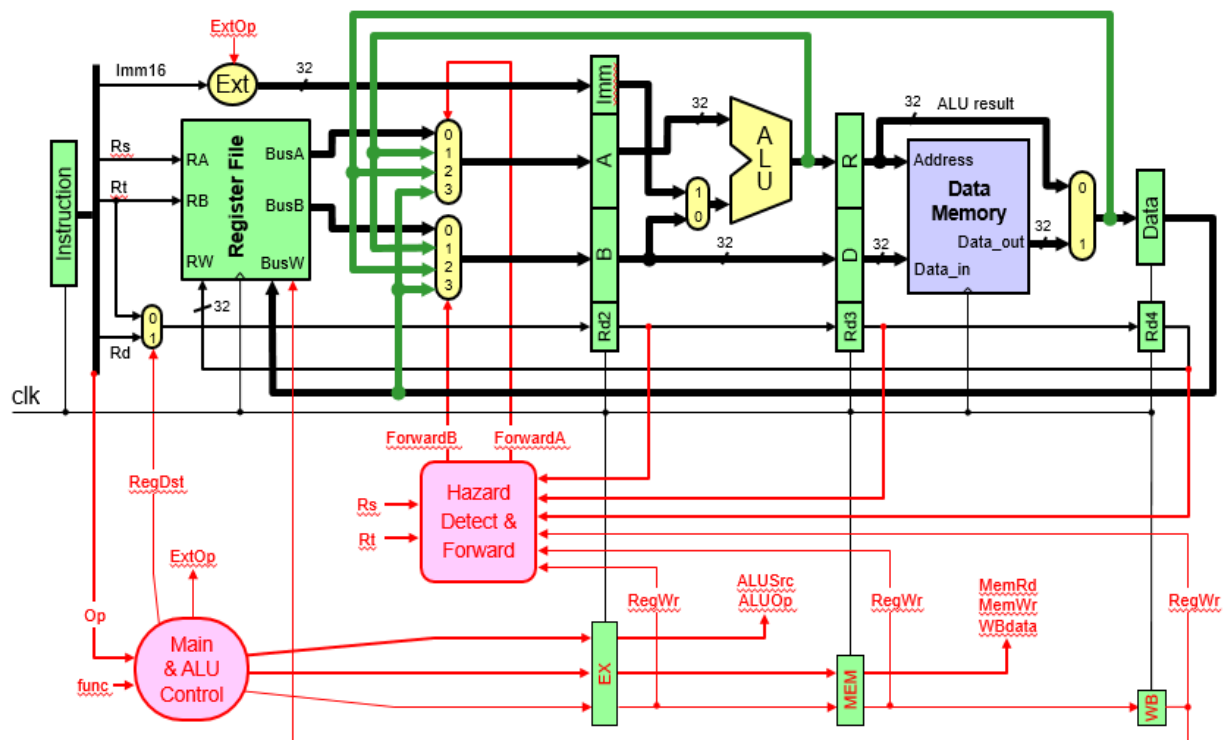 ExtOp
Imm16
Ext
32
Imm
32
32
ALU result
Instruction
Rs
RA
BusA
Register File
0
1
2
3
A
ALU
R
Address
Data Memory
0
1
Data
Rt
RB
BusB
0
1
2
3
1
0
B
32
D
32
Data_out
32
Data_in
RW
BusW
32
0
1
Rd
Rd2
Rd3
Rd4
clk
ForwardB
ForwardA
RegDst
Hazard
Detect &
Forward
Rs
Rt
ExtOp
Op
ALUSrc
ALUOp
MemRd
MemWr
WBdata
RegWr
RegWr
RegWr
Main
& ALU
Control
func
EX
MEM
WB